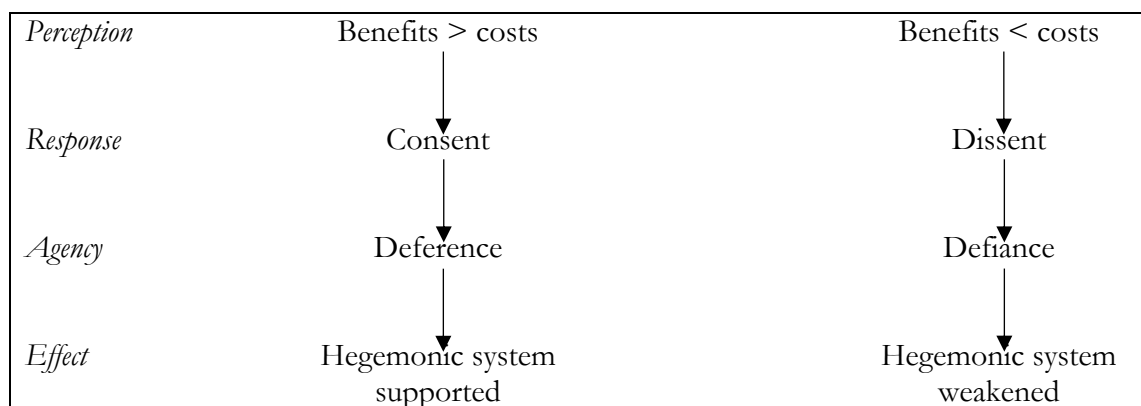 Perception Benefits > costs Benefits < costs
Response Consent Dissent
Agency Deference Defiance
Effect Hegemonic system Hegemonic system
supported weakened